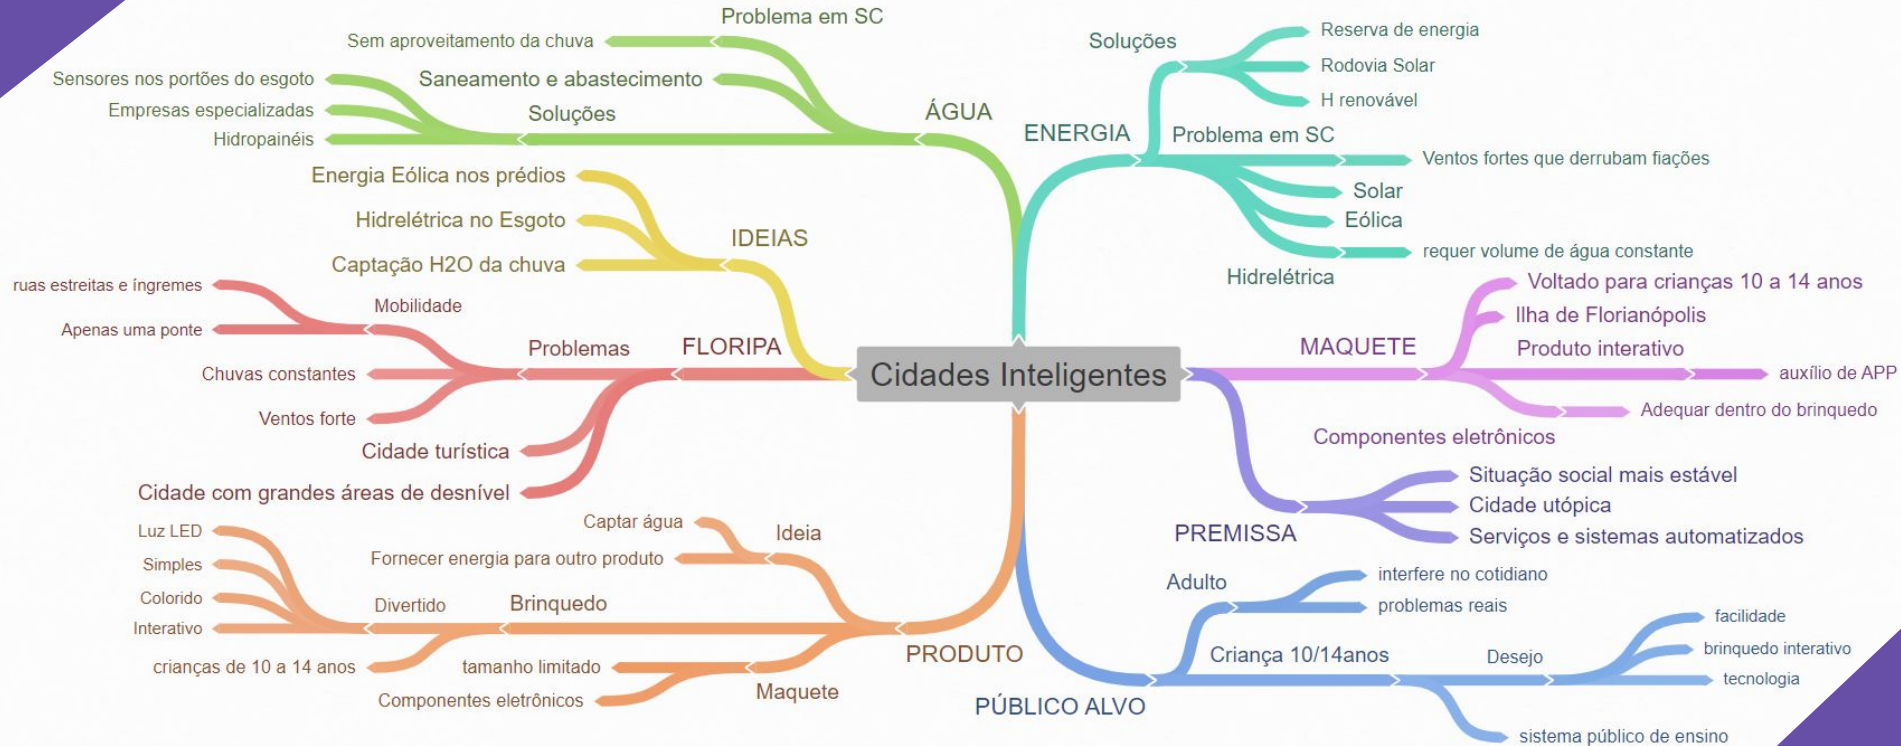 Cidades Inteligentes
ÁGUA
Problema em SC
Sem aproveitamento da chuva
Saneamento e abastecimento
Soluções
Sensores nos portões do esgoto
Empresas especializadas
Hidropainéis
IDEIAS
Energia Eólica nos prédios
Hidrelétrica no Esgoto
Captação H2O da chuva
FLORIPA
Problemas
Mobilidade
ruas estreitas e íngremes
Apenas uma ponte
Chuvas constantes
Ventos forte
Cidade turística
Cidade com grandes áreas de desnível
PRODUTO
Ideia
Captar água
Fornecer energia para outro produto
Brinquedo
Divertido
Luz LED
Simples
Colorido
Interativo
crianças de 10 a 14 anos
Maquete
tamanho limitado
Componentes eletrônicos
ENERGIA
Soluções
Reserva de energia
Rodovia Solar
H renovável
Problema em SC
Ventos fortes que derrubam fiações
Solar
Eólica
Hidrelétrica
requer volume de água constante
MAQUETE
Voltado para crianças 10 a 14 anos
Ilha de Florianópolis
Produto interativo
auxílio de APP
Componentes eletrônicos
Adequar dentro do brinquedo
PREMISSA
Situação social mais estável
Cidade utópica
Serviços e sistemas automatizados
PÚBLICO ALVO
Adulto
interfere no cotidiano
problemas reais
Criança 10/14anos
Desejo
facilidade
brinquedo interativo
tecnologia
sistema público de ensino